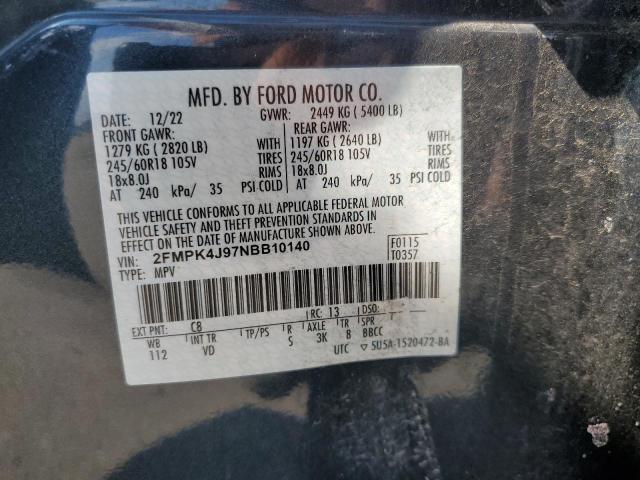 MFD. BY FORD MOTOR CO.
DATE: 12/22 GVWR: 2449 KG ( 5400 LB)
FRONT GAWR: REAR GAWR:
1279 KG ( 2820 LB) WITH 1197 KG ( 2640 LB) WITH
245/60R18 105V TIRES 245/60R18 105V TIRES
18x8.0J RIMS 18x8.0J RIMS
AT 240 kPa/ 35 PSI COLD AT 240 kPa/ 35 PSI COLD
THIS VEHICLE CONFORMS TO ALL APPLICABLE FEDERAL MOTOR
VEHICLE SAFETY AND THEFT PREVENTION STANDARDS IN
EFFECT ON THE DATE OF MANUFACTURE SHOWN ABOVE.
VIN: 2FMPK4J97NBB10140 F0115
TYPE: MPV T0357
EXT PNT: C8 RC: 13 DSO:
WB INT TR TP/PS R AXLE TR SPR
112 VD S 3K 8 BBCC
UTC ▽ 5U5A-1520472-BA